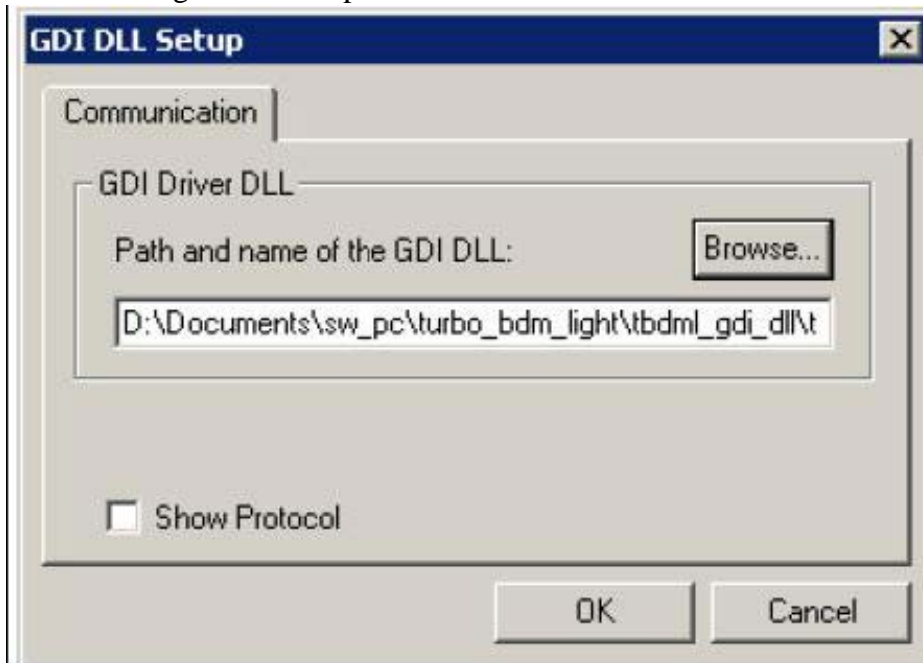 GDI DLL Setup
Communication
GDI Driver DLL
Path and name of the GDI DLL:
Browse...
D:\Documents\sw_pc\turbo_bdm_light\tbdml_gdi_dll\t
Show Protocol
OK
Cancel